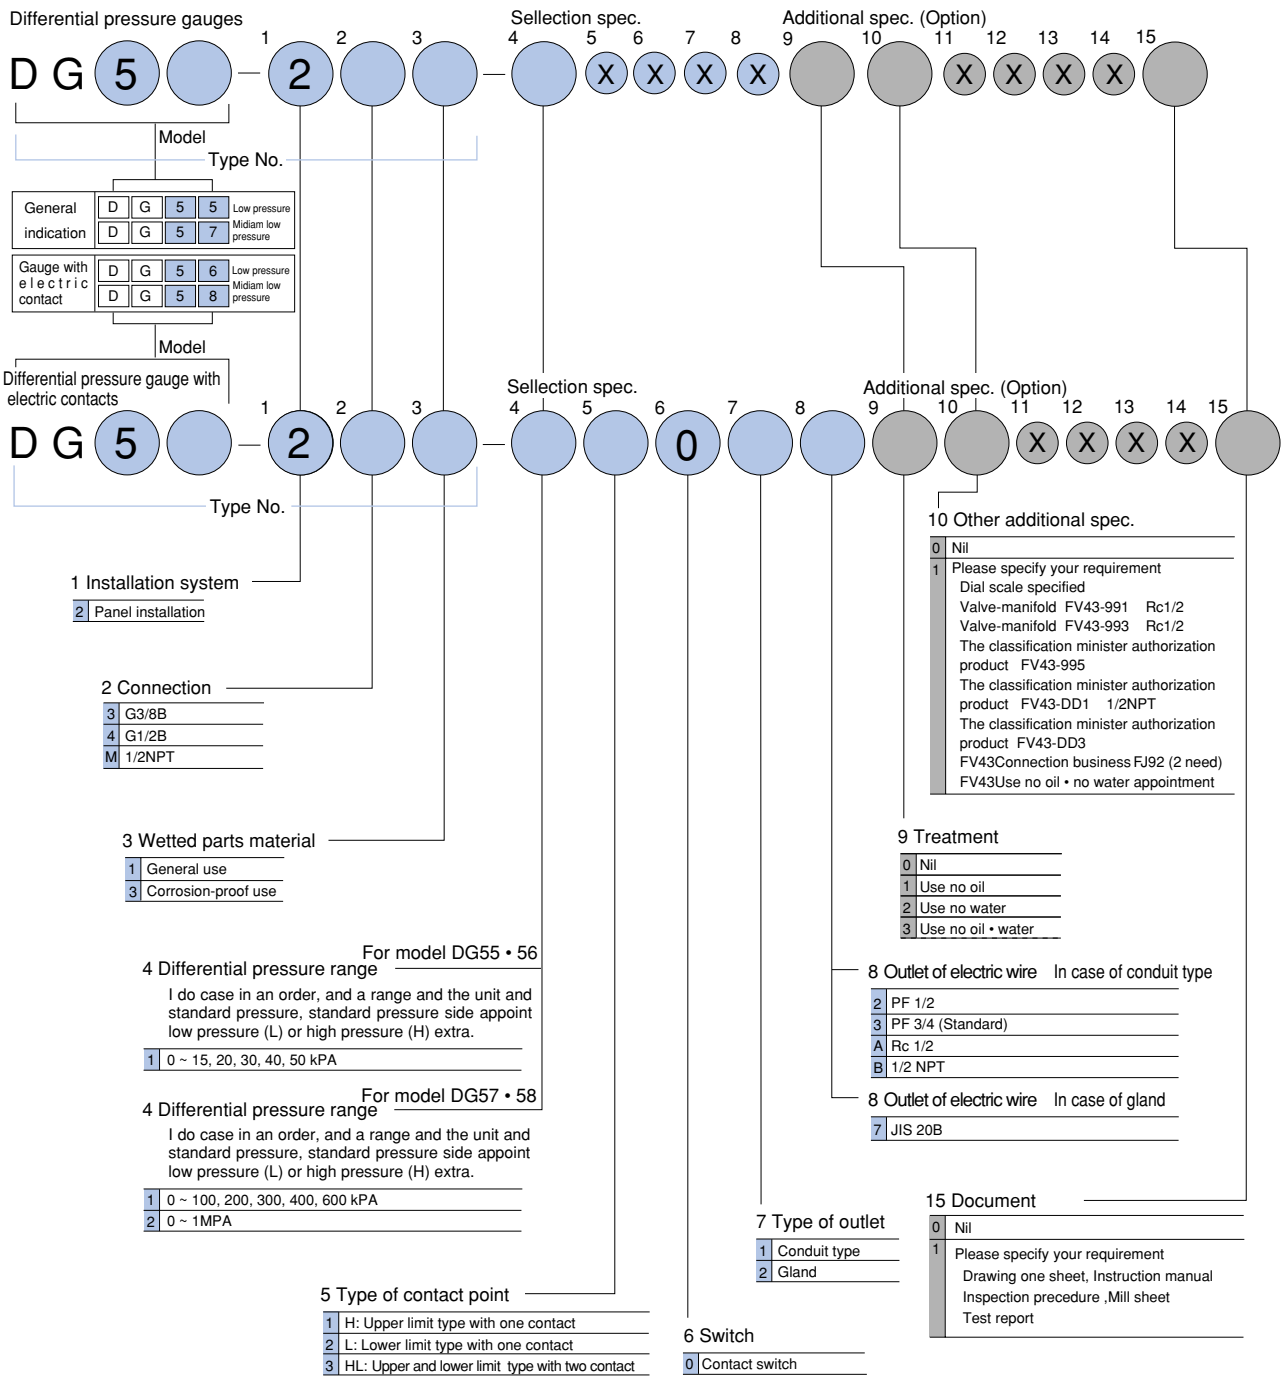 Differential pressure gauges
Sellection spec.
Additional spec. (Option)
1 2 3 4 5 6 7 8 9 10 11 12 13 14 15
D G 5 – 2 – X X X X X X X X
Model
Type No.
General indication
D G 5 5 Low pressure
D G 5 7 Midiam low pressure
Gauge with electric contact
D G 5 6 Low pressure
D G 5 8 Midiam low pressure
Model
Differential pressure gauge with
electric contacts
Sellection spec.
Additional spec. (Option)
1 2 3 4 5 6 7 8 9 10 11 12 13 14 15
D G 5 – 2 – 0 X X X X
Type No.
1 Installation system
2 Panel installation
2 Connection
3 G3/8B
4 G1/2B
M 1/2NPT
3 Wetted parts material
1 General use
3 Corrosion-proof use
For model DG55 • 56
4 Differential pressure range
I do case in an order, and a range and the unit and
standard pressure, standard pressure side appoint
low pressure (L) or high pressure (H) extra.
1 0 ~ 15, 20, 30, 40, 50 kPA
For model DG57 • 58
4 Differential pressure range
I do case in an order, and a range and the unit and
standard pressure, standard pressure side appoint
low pressure (L) or high pressure (H) extra.
1 0 ~ 100, 200, 300, 400, 600 kPA
2 0 ~ 1MPA
5 Type of contact point
1 H: Upper limit type with one contact
2 L: Lower limit type with one contact
3 HL: Upper and lower limit type with two contact
6 Switch
0 Contact switch
7 Type of outlet
1 Conduit type
2 Gland
8 Outlet of electric wire In case of conduit type
2 PF 1/2
3 PF 3/4 (Standard)
A Rc 1/2
B 1/2 NPT
8 Outlet of electric wire In case of gland
7 JIS 20B
9 Treatment
0 Nil
1 Use no oil
2 Use no water
3 Use no oil • water
10 Other additional spec.
0 Nil
1 Please specify your requirement
Dial scale specified
Valve-manifold FV43-991 Rc1/2
Valve-manifold FV43-993 Rc1/2
The classification minister authorization
product FV43-995
The classification minister authorization
product FV43-DD1 1/2NPT
The classification minister authorization
product FV43-DD3
FV43Connection business FJ92 (2 need)
FV43Use no oil • no water appointment
15 Document
0 Nil
1 Please specify your requirement
Drawing one sheet, Instruction manual
Inspection precedure ,Mill sheet
Test report